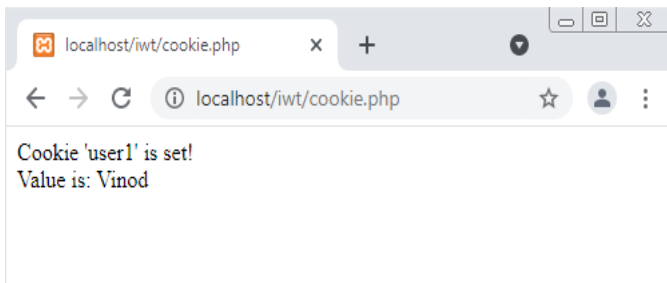 localhost/iwt/cookie.php
localhost/iwt/cookie.php
Cookie 'user1' is set!
Value is: Vinod